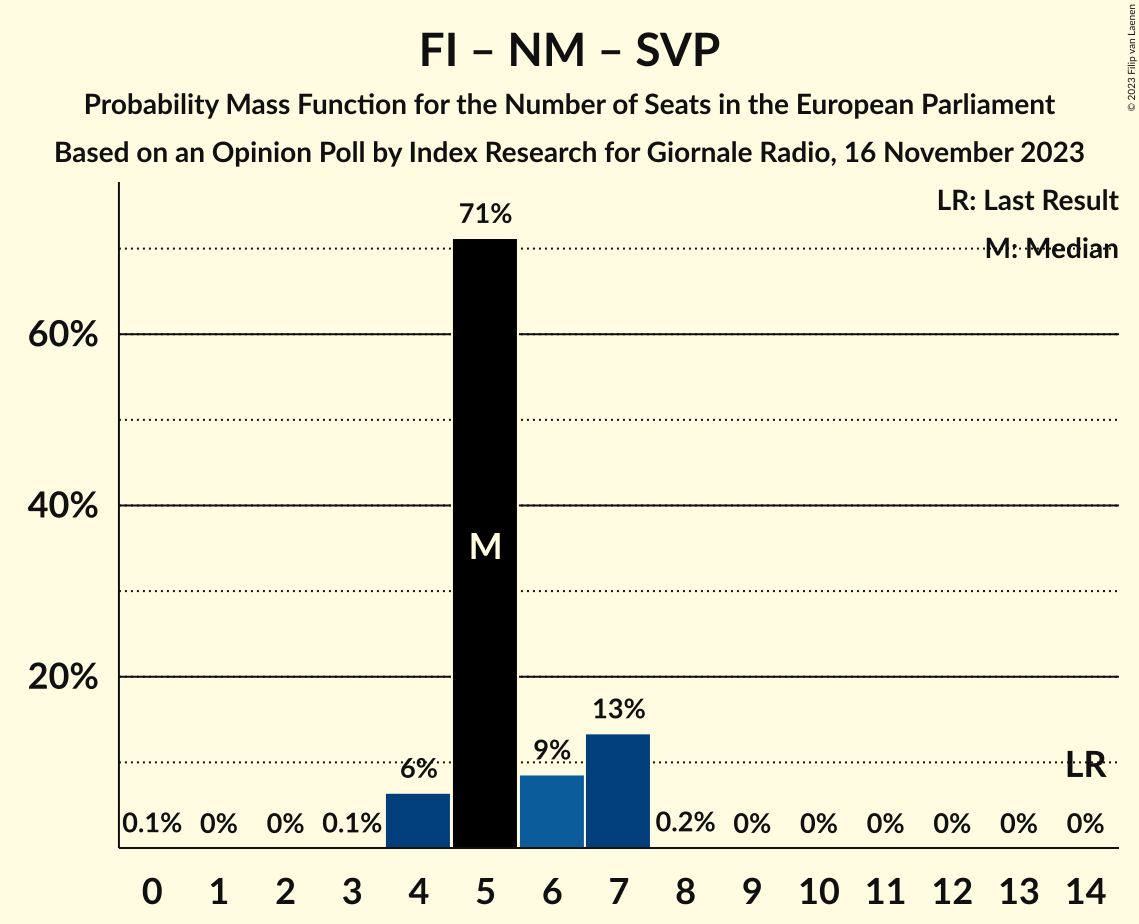 FI – NM – SVP
Probability Mass Function for the Number of Seats in the European Parliament
Based on an Opinion Poll by Index Research for Giornale Radio, 16 November 2023
© 2023 Filip van Laenen
LR: Last Result
M: Median
71%
60%
40%
M
20%
13%
9%
6%
LR
0.1% 0% 0% 0.1% 0.2% 0% 0% 0% 0% 0% 0%
0 1 2 3 4 5 6 7 8 9 10 11 12 13 14